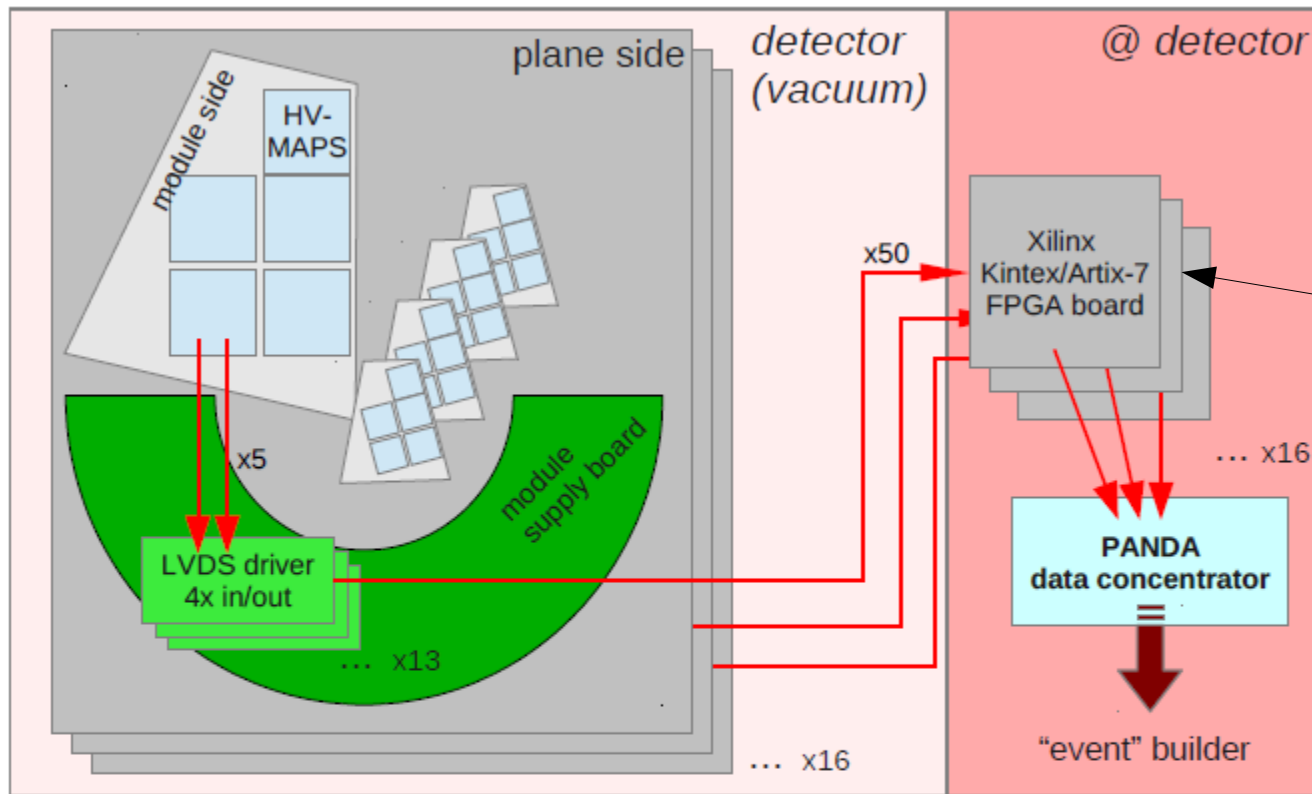 plane side
detector
(vacuum)
@ detector
module side
HV-
MAPS
x50
Xilinx
Kintex/Artix-7
FPGA board
x5
module
supply board
LVDS driver
4x in/out
... x13
... x16
... x16
PANDA
data concentrator
“event” builder